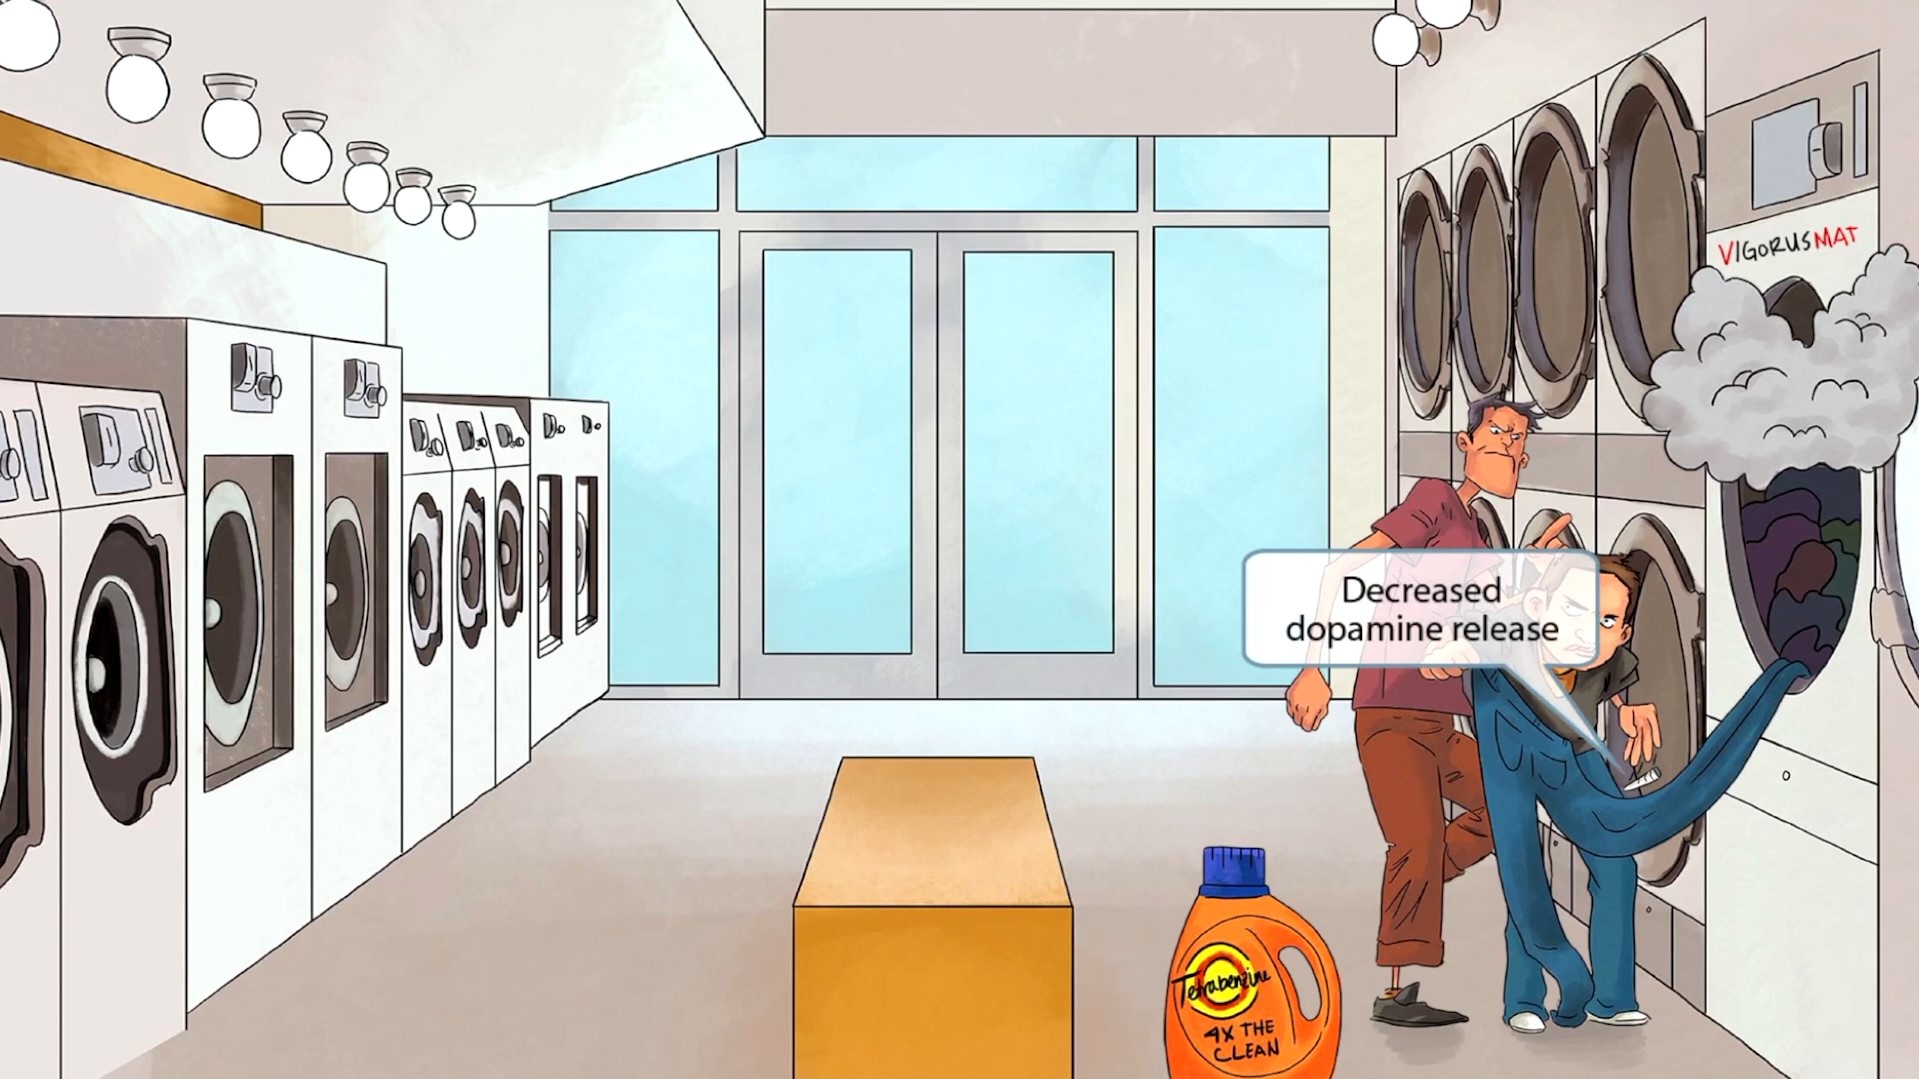 VIGORUSMAT
Decreased
dopamine release
Tetrabenzine
4X THE
CLEAN